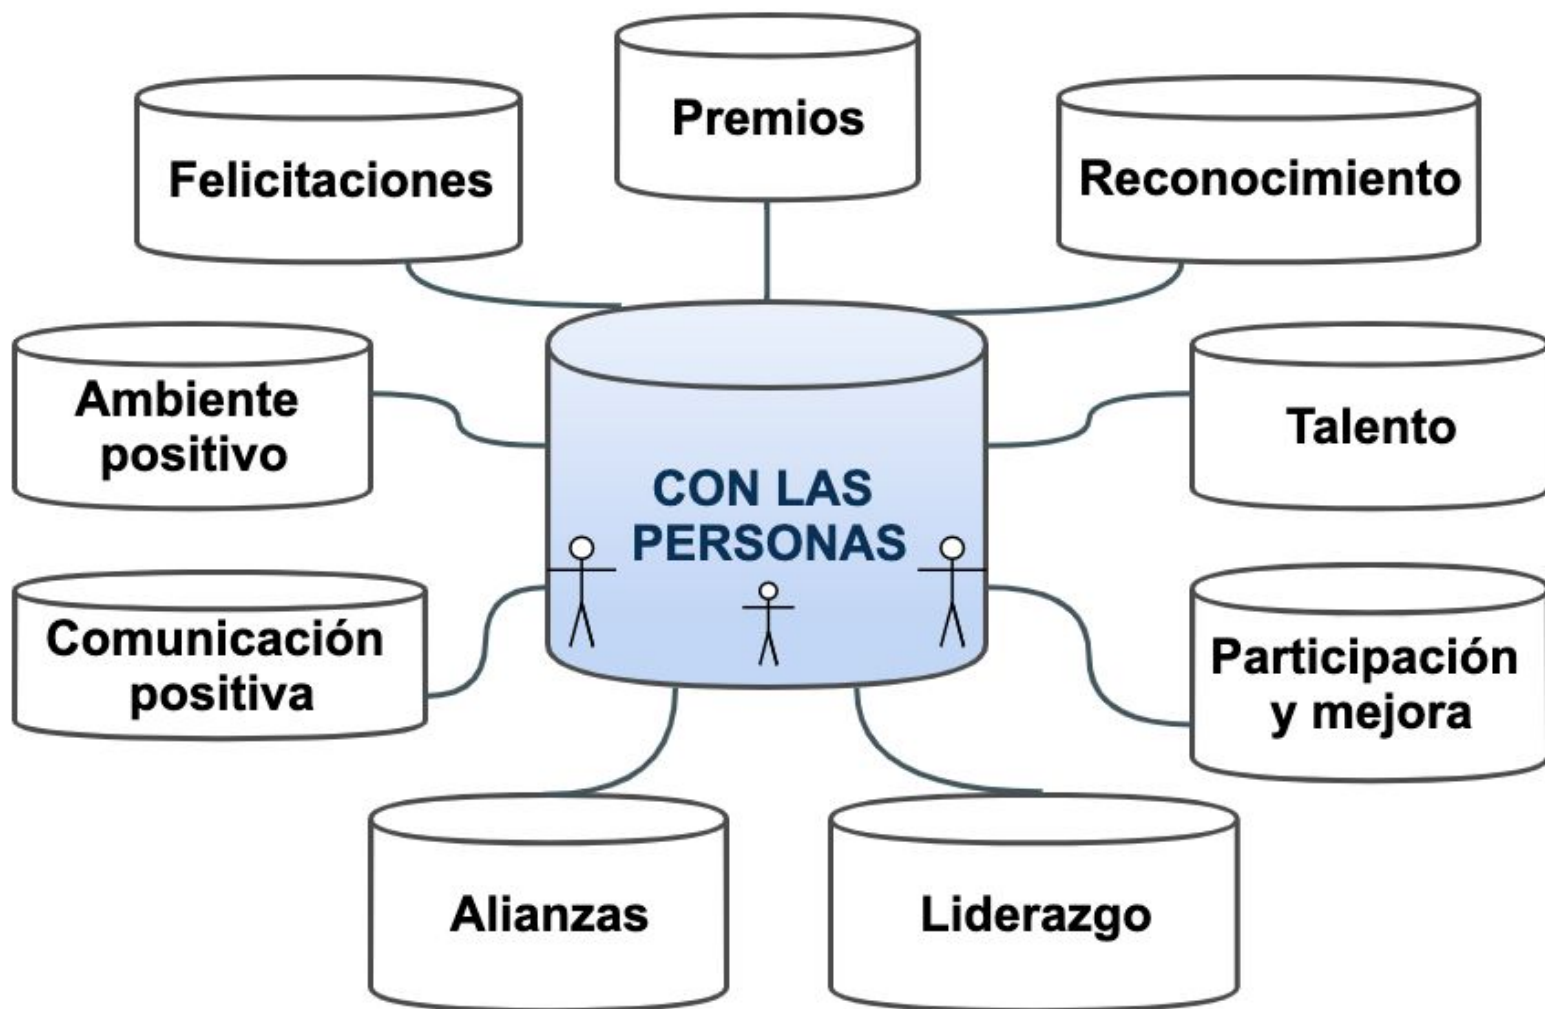 Premios
Felicitaciones
Reconocimiento
Ambiente
positivo
Talento
CON LAS
PERSONAS
Comunicación
positiva
Participación
y mejora
Alianzas
Liderazgo